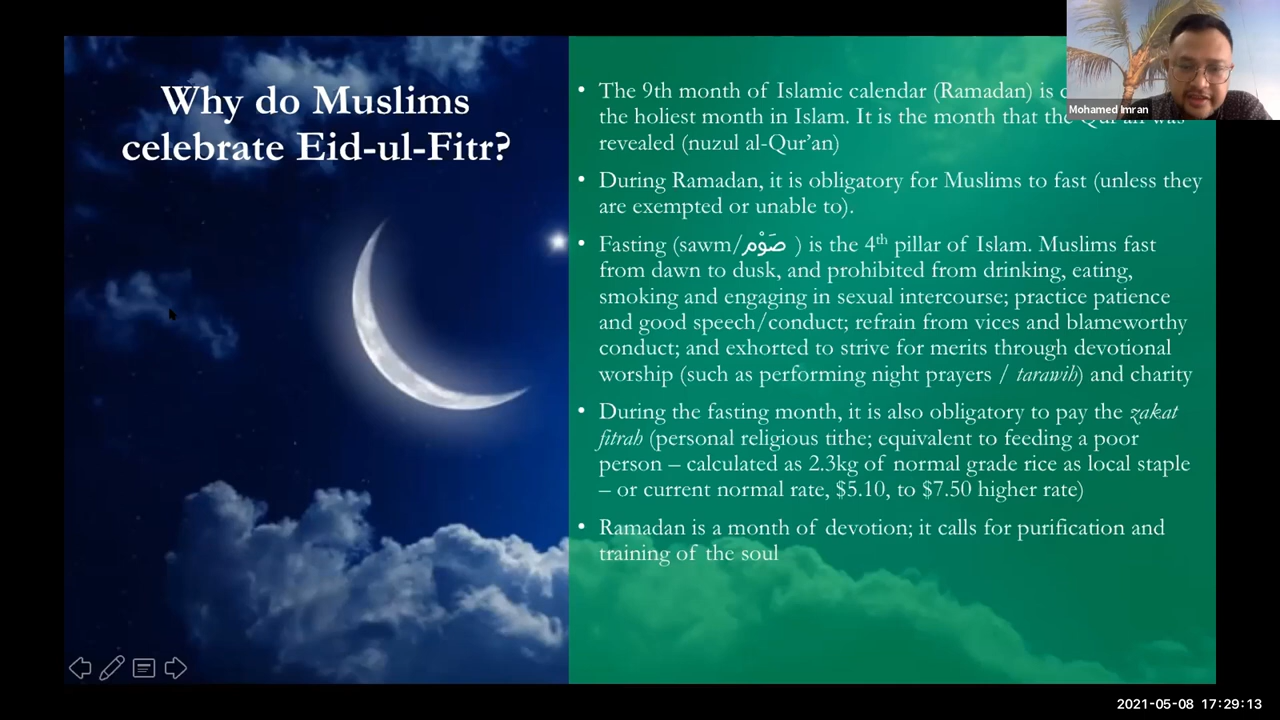 Why do Muslims
celebrate Eid-ul-Fitr?
• The 9th month of Islamic calendar (Ramadan) is
the holiest month in Islam. It is the month that the Qur'an was
revealed (nuzul al-Qur'an)
• During Ramadan, it is obligatory for Muslims to fast (unless they
are exempted or unable to).
• Fasting (sawm/صَوْم ) is the 4th pillar of Islam. Muslims fast
from dawn to dusk, and prohibited from drinking, eating,
smoking and engaging in sexual intercourse; practice patience
and good speech/conduct; refrain from vices and blameworthy
conduct; and exhorted to strive for merits through devotional
worship (such as performing night prayers / tarawih) and charity
• During the fasting month, it is also obligatory to pay the zakat
fitrah (personal religious tithe; equivalent to feeding a poor
person – calculated as 2.3kg of normal grade rice as local staple
– or current normal rate, $5.10, to $7.50 higher rate)
• Ramadan is a month of devotion; it calls for purification and
training of the soul
Mohamed Imran
2021-05-08 17:29:13